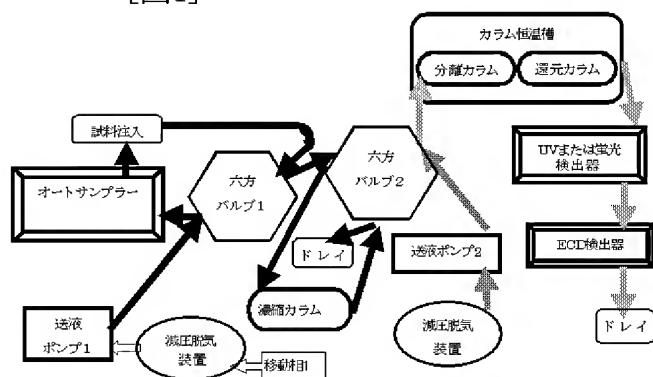 カラム恒温槽
分離カラム
還元カラム
試料注入
オートサンプラー
六方
バルブ1
六方
バルブ2
UVまたは蛍光
検出器
ドレイ
送液ポンプ2
ECD検出器
濃縮カラム
送液
ポンプ1
減圧脱気
装置
移動相1
減圧脱気
装置
ドレイ